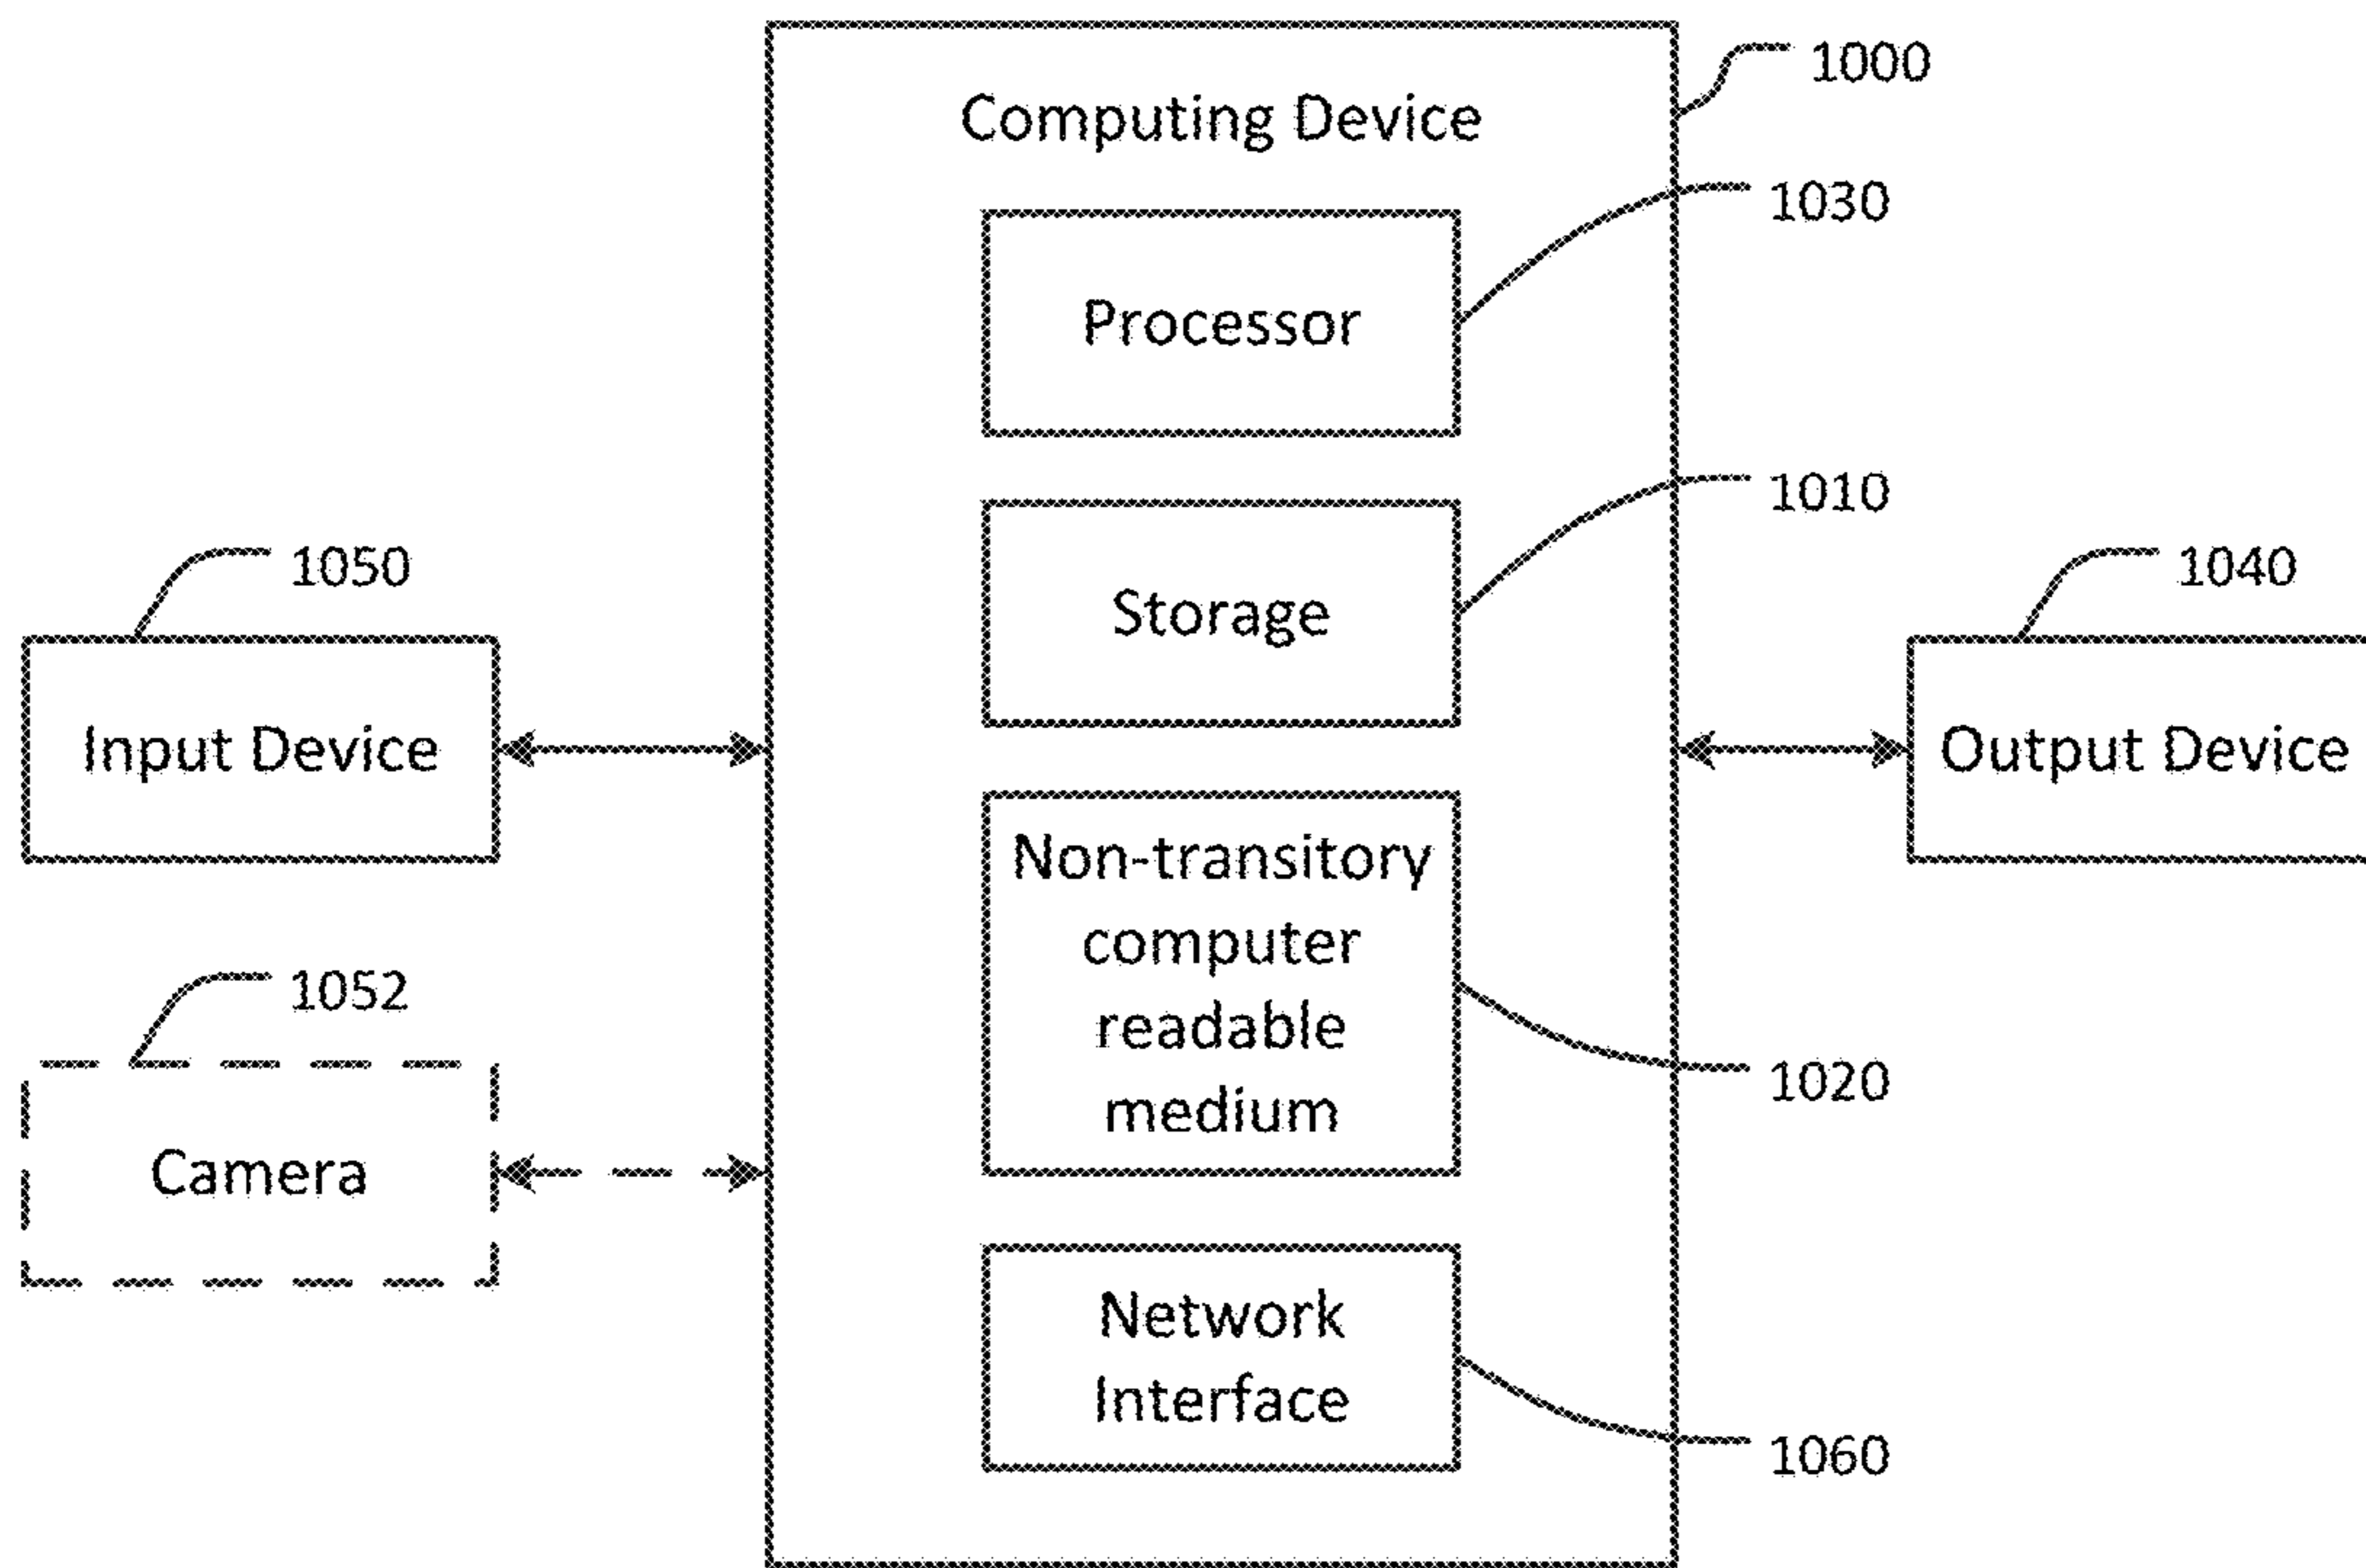 1000
Computing Device
1030
Processor
1010
Storage
1050
Input Device
1040
Output Device
Non-transitory
computer
readable
medium
1020
1052
Camera
Network
Interface
1060